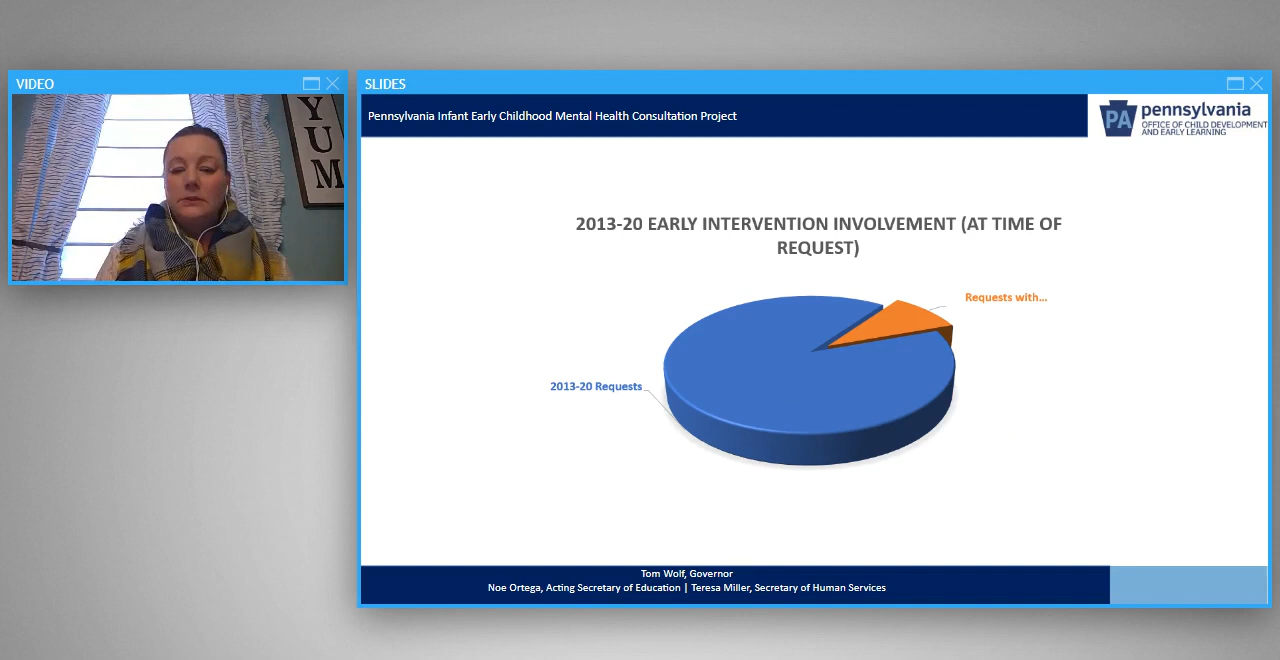 VIDEO
YUM
SLIDES
Pennsylvania Infant Early Childhood Mental Health Consultation Project
PA
pennsylvania
OFFICE OF CHILD DEVELOPMENT
AND EARLY LEARNING
2013-20 EARLY INTERVENTION INVOLVEMENT (AT TIME OF
REQUEST)
Requests with...
2013-20 Requests
Tom Wolf, Governor
Noe Ortega, Acting Secretary of Education | Teresa Miller, Secretary of Human Services